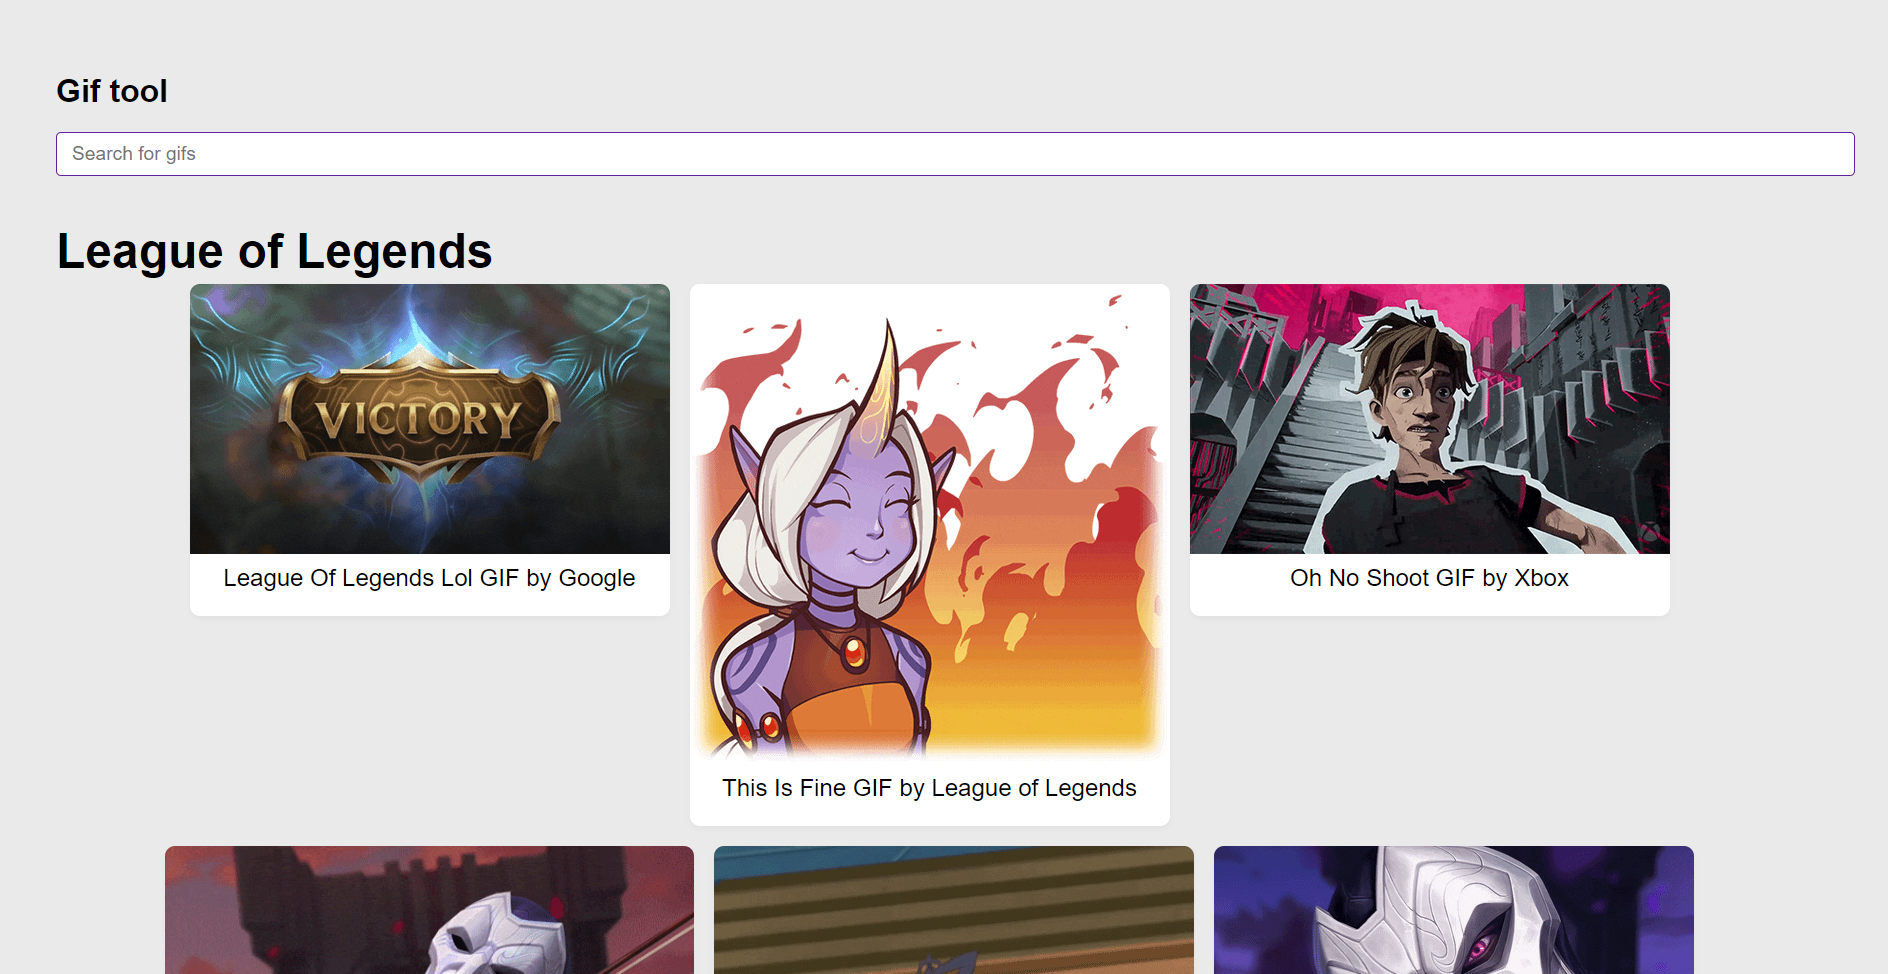 Gif tool
Search for gifs
League of Legends
VICTORY
League Of Legends Lol GIF by Google
Oh No Shoot GIF by Xbox
This Is Fine GIF by League of Legends